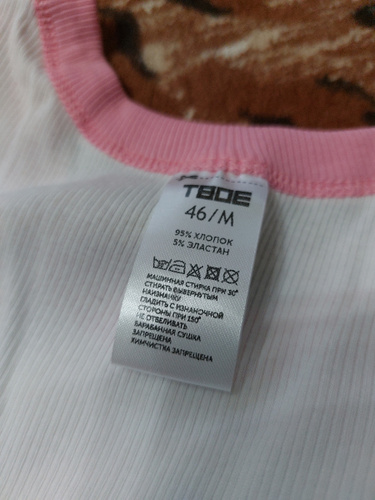 ТВОЕ
46/M
95% ХЛОПОК
5% ЭЛАСТАН
МАШИННАЯ СТИРКА ПРИ 30°
СТИРАТЬ ВЫВЕРНУТЫМ
НАИЗНАНКУ
ГЛАДИТЬ С ИЗНАНОЧНОЙ
СТОРОНЫ ПРИ 150°
НЕ ОТБЕЛИВАТЬ
БАРАБАННАЯ СУШКА
ЗАПРЕЩЕНА
ХИМЧИСТКА ЗАПРЕЩЕНА